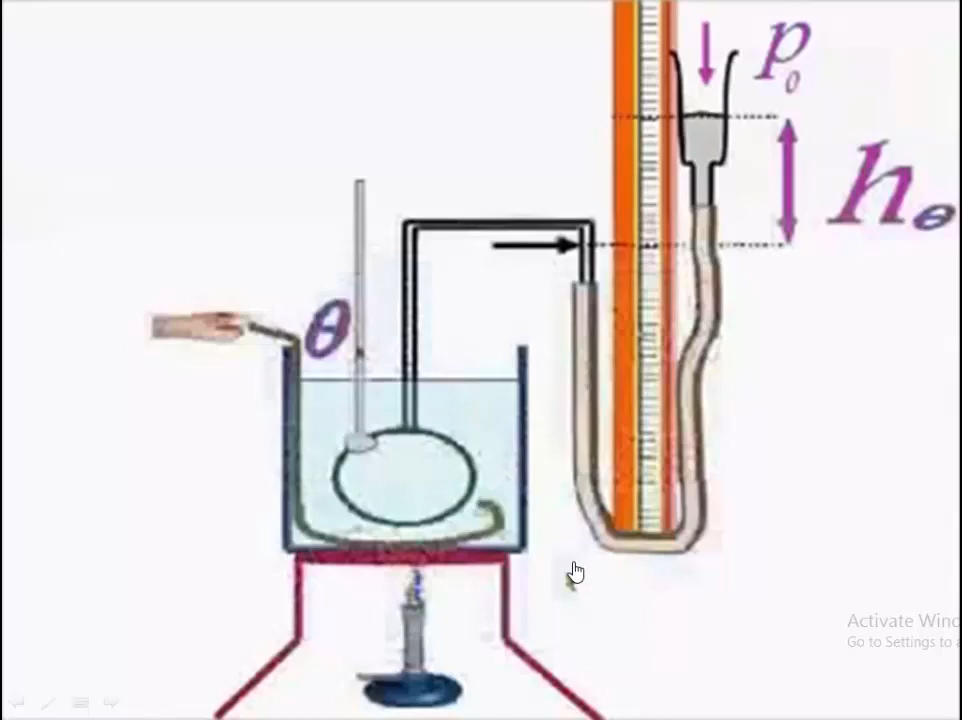 p₀
hθ
θ
Activate Wind
Go to Settings to a